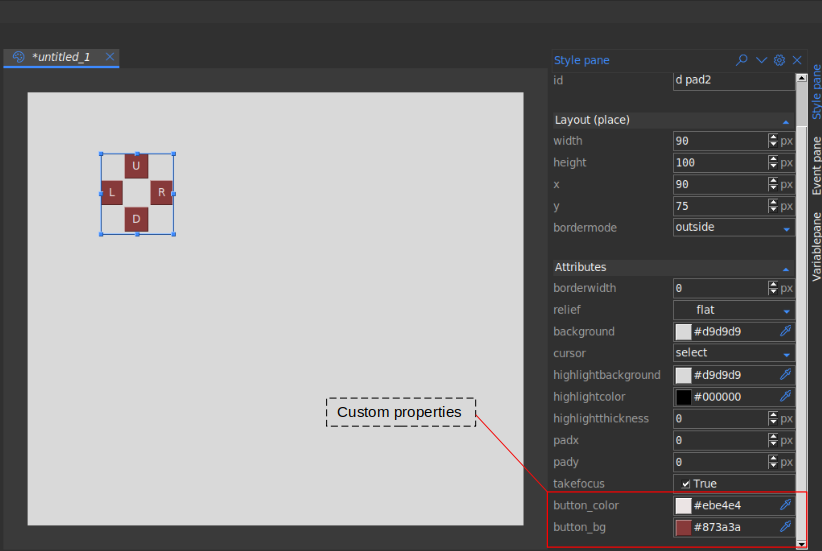 *untitled_1
Style pane
id d pad2
Layout (place)
width 90 px
height 100 px
x 90 px
y 75 px
bordermode outside
Attributes
borderwidth 0 px
relief flat
background #d9d9d9
cursor select
highlightbackground #d9d9d9
highlightcolor #000000
highlightthickness 0 px
padx 0 px
pady 0 px
takefocus True
button_color #ebe4e4
button_bg #873a3a
U
L R
D
Custom properties
Style pane
Event pane
Variablepane